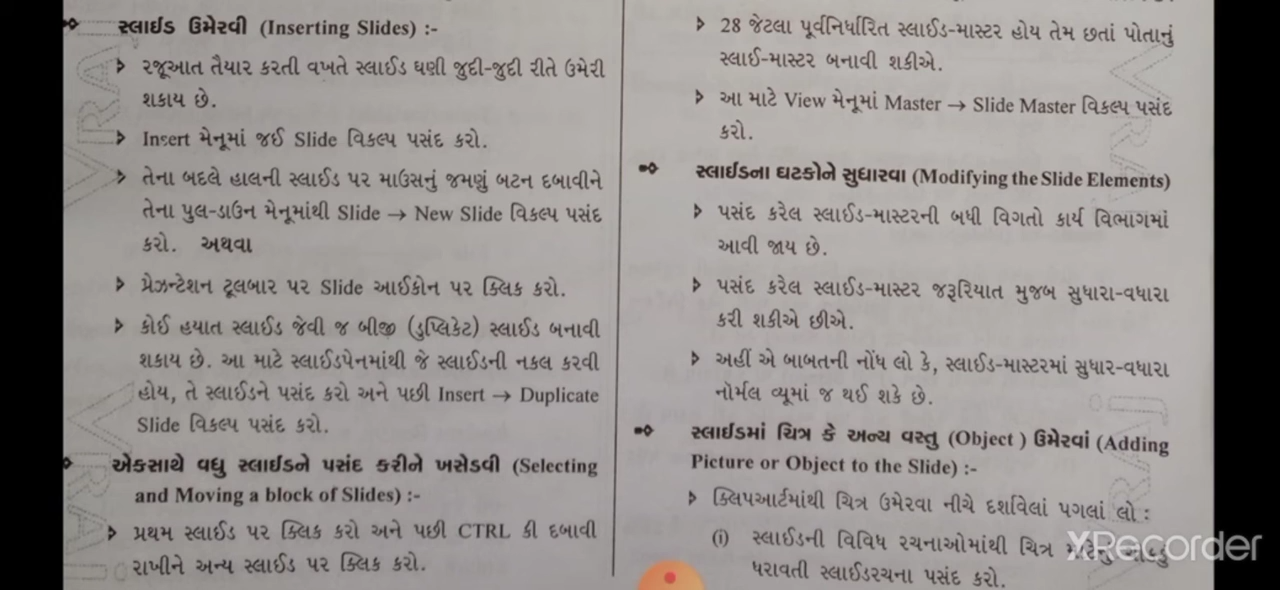 સ્લાઈડ ઉમેરવી (Inserting Slides) :-
રજૂઆત તૈયાર કરતી વખતે સ્લાઈડ ઘણી જુદી-જુદી રીતે ઉમેરી
શકાય છે.
Insert મેનૂમાં જઈ Slide વિકલ્પ પસંદ કરો.
તેના બદલે હાલની સ્લાઈડ પર માઉસનું જમણું બટન દબાવીને
તેના પુલ-ડાઉન મેનૂમાંથી Slide → New Slide વિકલ્પ પસંદ
કરો. અથવા
પ્રેઝન્ટેશન ટૂલબાર પર Slide આઈકોન પર ક્લિક કરો.
કોઈ હયાત સ્લાઈડ જેવી જ બીજી (ડુપ્લિકેટ) સ્લાઈડ બનાવી
શકાય છે. આ માટે સ્લાઈડપેનમાંથી જે સ્લાઈડની નકલ કરવી
હોય, તે સ્લાઈડને પસંદ કરો અને પછી Insert → Duplicate
Slide વિકલ્પ પસંદ કરો.
એકસાથે વધુ સ્લાઈડને પસંદ કરીને ખસેડવી (Selecting
and Moving a block of Slides) :-
પ્રથમ સ્લાઈડ પર ક્લિક કરો અને પછી CTRL કી દબાવી
રાખીને અન્ય સ્લાઈડ પર ક્લિક કરો.
28 જેટલા પૂર્વનિર્ધારિત સ્લાઈડ-માસ્ટર હોય તેમ છતાં પોતાનું
સ્લાઈ-માસ્ટર બનાવી શકીએ.
આ માટે View મેનૂમાં Master → Slide Master વિકલ્પ પસંદ
કરો.
સ્લાઈડના ઘટકોને સુધારવા (Modifying the Slide Elements)
પસંદ કરેલ સ્લાઈડ-માસ્ટરની બધી વિગતો કાર્ય વિભાગમાં
આવી જાય છે.
પસંદ કરેલ સ્લાઈડ-માસ્ટર જરૂરિયાત મુજબ સુધારા-વધારા
કરી શકીએ છીએ.
અહીં એ બાબતની નોંધ લો કે, સ્લાઈડ-માસ્ટરમાં સુધાર-વધારા
નોર્મલ વ્યૂમાં જ થઈ શકે છે.
સ્લાઈડમાં ચિત્ર કે અન્ય વસ્તુ (Object ) ઉમેરવાં (Adding
Picture or Object to the Slide) :-
ક્લિપઆર્ટમાંથી ચિત્ર ઉમેરવા નીચે દર્શાવેલાં પગલાં લો :
(i) સ્લાઈડની વિવિધ રચનાઓમાંથી ચિત્ર
ધરાવતી સ્લાઈડરચના પસંદ કરો.
XRecorder